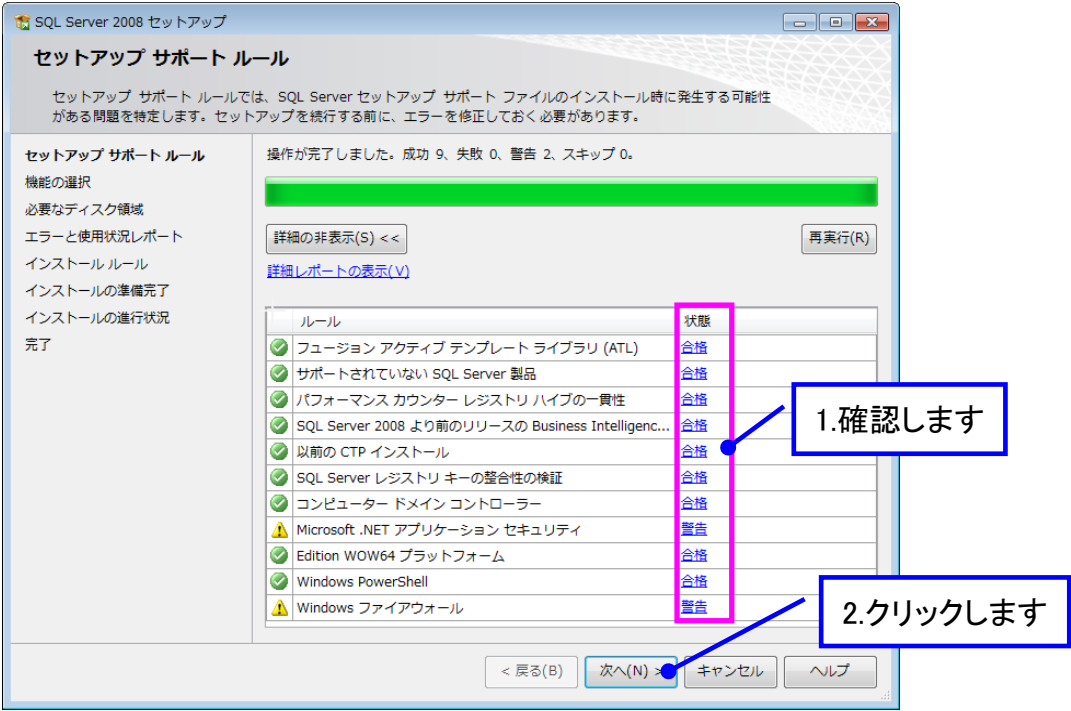 SQL Server 2008 セットアップ
セットアップ サポート ルール
セットアップ サポート ルールでは、SQL Server セットアップ サポート ファイルのインストール時に発生する可能性
がある問題を特定します。セットアップを続行する前に、エラーを修正しておく必要があります。
セットアップ サポート ルール
機能の選択
必要なディスク領域
エラーと使用状況レポート
インストール ルール
インストールの準備完了
インストールの進行状況
完了
操作が完了しました。成功 9、失敗 0、警告 2、スキップ 0。
詳細の非表示(S) <<
再実行(R)
詳細レポートの表示(V)
ルール 状態
フュージョン アクティブ テンプレート ライブラリ (ATL) 合格
サポートされていない SQL Server 製品 合格
パフォーマンス カウンター レジストリ ハイブの一貫性 合格
SQL Server 2008 より前のリリースの Business Intelligenc... 合格
以前の CTP インストール 合格
SQL Server レジストリ キーの整合性の検証 合格
コンピューター ドメイン コントローラー 合格
Microsoft .NET アプリケーション セキュリティ 警告
Edition WOW64 プラットフォーム 合格
Windows PowerShell 合格
Windows ファイアウォール 警告
1.確認します
2.クリックします
< 戻る(B)
次へ(N) >
キャンセル
ヘルプ